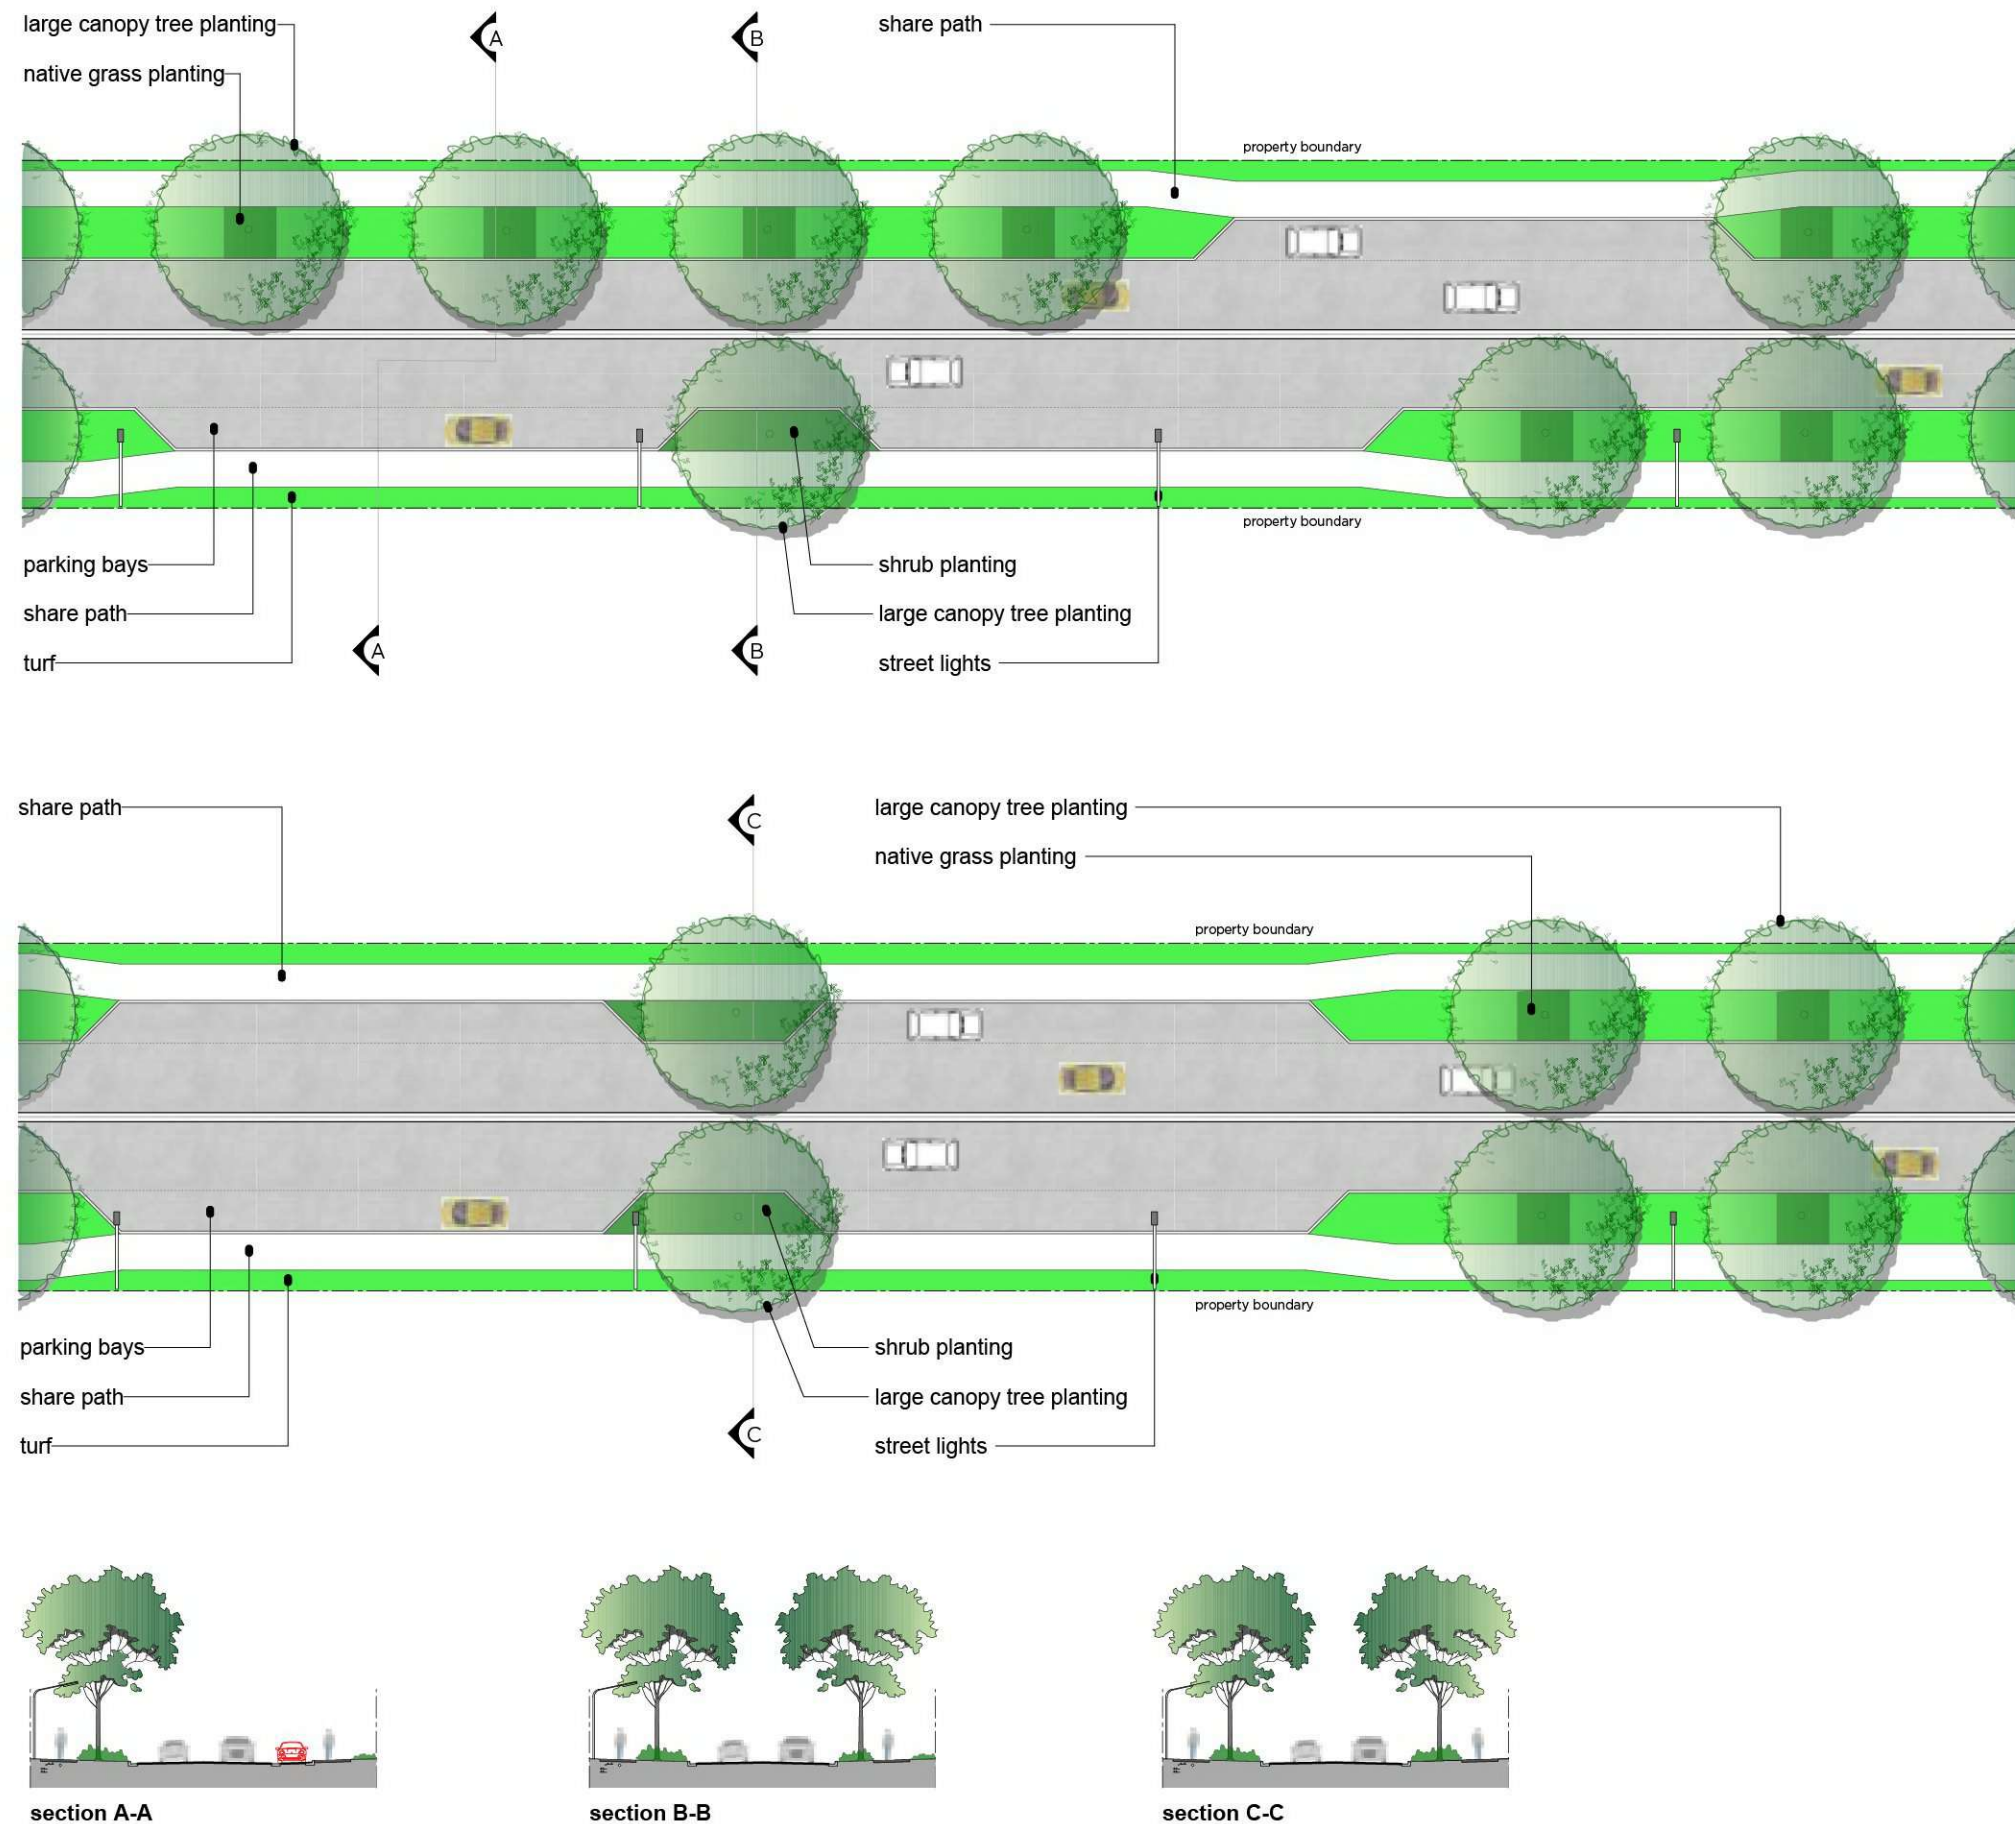 large canopy tree planting
A
B
share path
native grass planting
property boundary
property boundary
parking bays
shrub planting
share path
large canopy tree planting
A
B
turf
street lights
share path
C
large canopy tree planting
native grass planting
property boundary
property boundary
parking bays
shrub planting
share path
large canopy tree planting
C
turf
street lights
section A-A
section B-B
section C-C